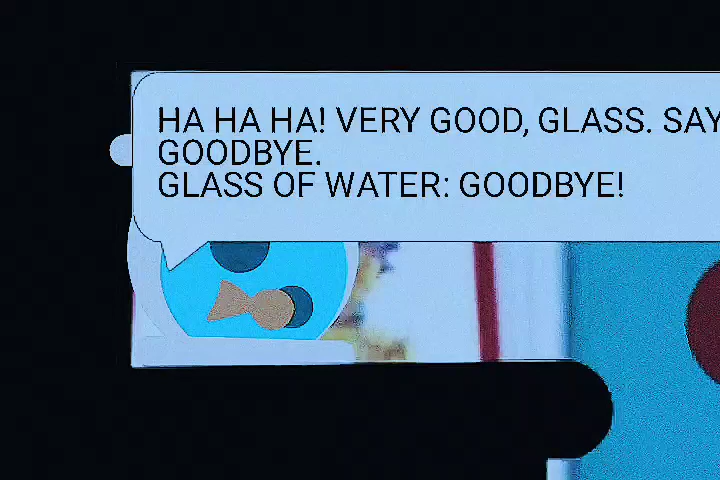 HA HA HA! VERY GOOD, GLASS. SAY
GOODBYE.
GLASS OF WATER: GOODBYE!